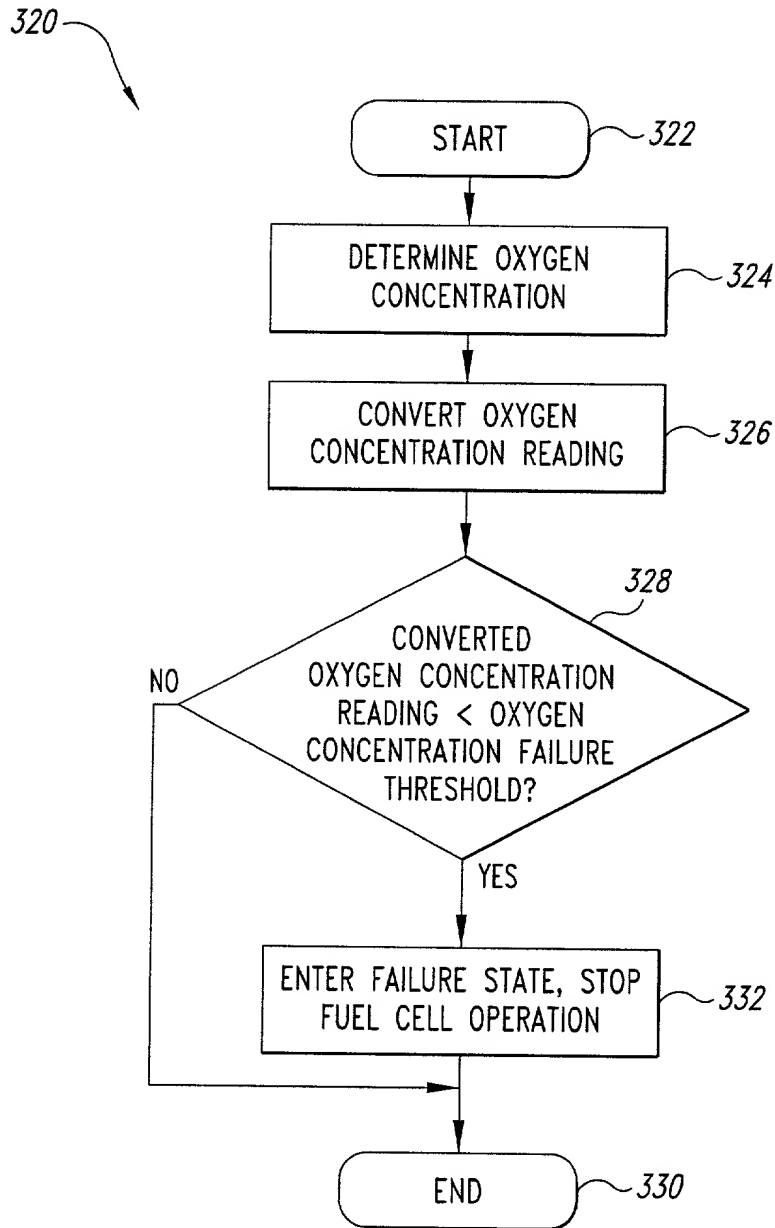 320
START
322
DETERMINE OXYGEN
CONCENTRATION
324
CONVERT OXYGEN
CONCENTRATION READING
326
328
CONVERTED
OXYGEN CONCENTRATION
READING < OXYGEN
CONCENTRATION FAILURE
THRESHOLD?
NO
YES
ENTER FAILURE STATE, STOP
FUEL CELL OPERATION
332
END
330